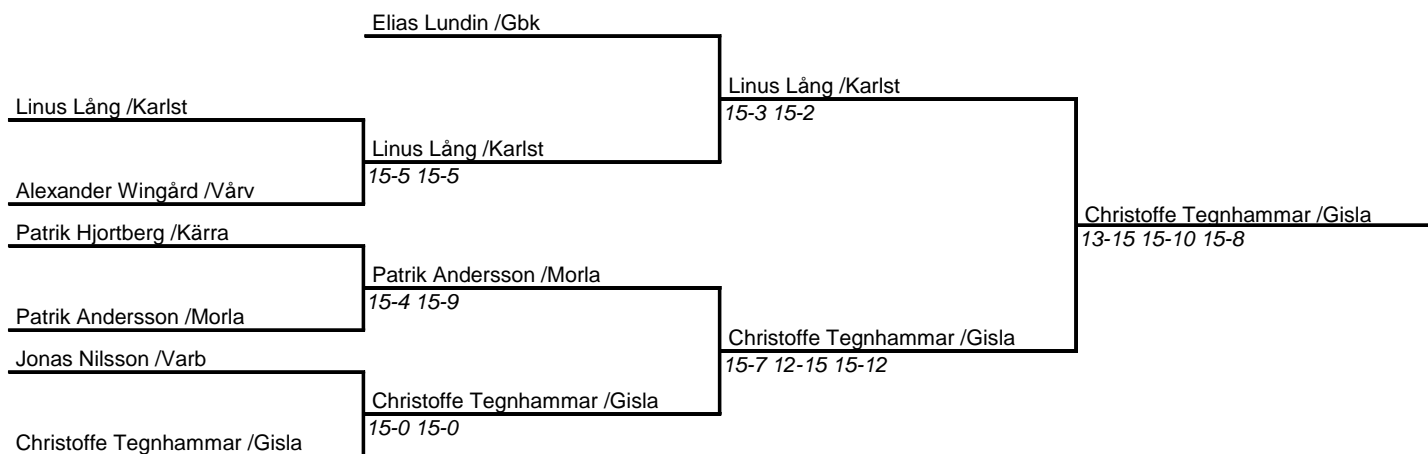 Elias Lundin /Gbk
Linus Lång /Karlst
15-3 15-2
Linus Lång /Karlst
Linus Lång /Karlst
15-5 15-5
Alexander Wingård /Vårv
Christoffe Tegnhammar /Gisla
13-15 15-10 15-8
Patrik Hjortberg /Kärra
Patrik Andersson /Morla
15-4 15-9
Patrik Andersson /Morla
Christoffe Tegnhammar /Gisla
15-7 12-15 15-12
Jonas Nilsson /Varb
Christoffe Tegnhammar /Gisla
15-0 15-0
Christoffe Tegnhammar /Gisla